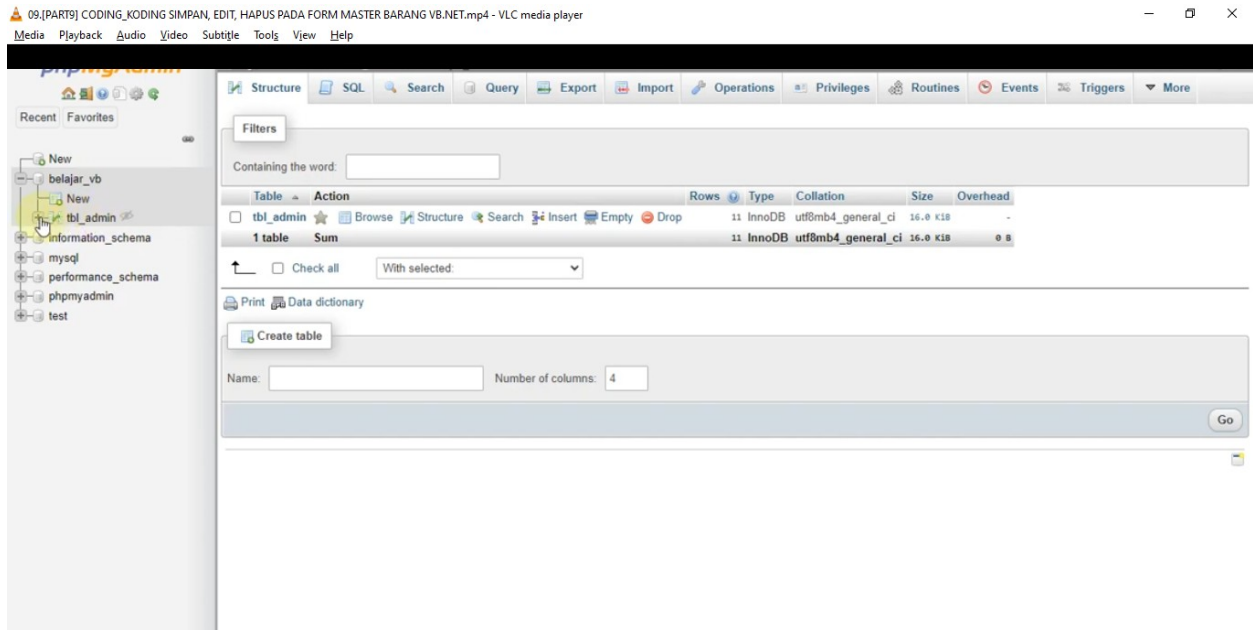 09.[PART9] CODING_KODING SIMPAN, EDIT, HAPUS PADA FORM MASTER BARANG VB.NET.mp4 - VLC media player
Media Playback Audio Video Subtitle Tools View Help
phpMyAdmin
Structure SQL Search Query Export Import Operations Privileges Routines Events Triggers More
Recent Favorites
New
belajar_vb
New
tbl_admin
information_schema
mysql
performance_schema
phpmyadmin
test
Filters
Containing the word:
Table Action Rows Type Collation Size Overhead
tbl_admin Browse Structure Search Insert Empty Drop 11 InnoDB utf8mb4_general_ci 16.0 KiB -
1 table Sum 11 InnoDB utf8mb4_general_ci 16.0 KiB 0 B
Check all With selected:
Print Data dictionary
Create table
Name: Number of columns: 4
Go